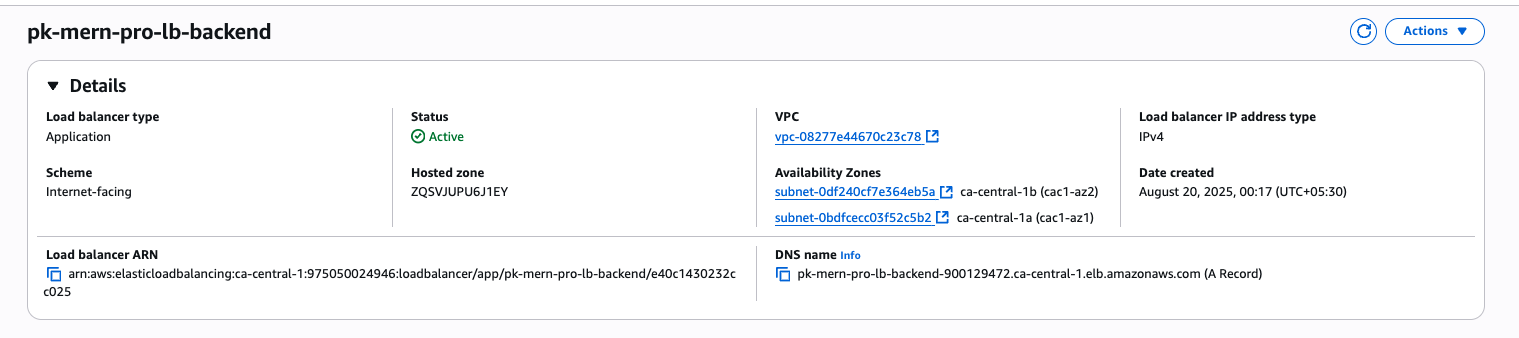 pk-mern-pro-lb-backend
Actions
Details
Load balancer type
Application
Status
Active
VPC
vpc-08277e44670c23c78
Load balancer IP address type
IPv4
Scheme
Internet-facing
Hosted zone
ZQSVJUPU6J1EY
Availability Zones
subnet-0df240cf7e364eb5a ca-central-1b (cac1-az2)
subnet-0bdfcecc03f52c5b2 ca-central-1a (cac1-az1)
Date created
August 20, 2025, 00:17 (UTC+05:30)
Load balancer ARN
arn:aws:elasticloadbalancing:ca-central-1:975050024946:loadbalancer/app/pk-mern-pro-lb-backend/e40c1430232c
c025
DNS name Info
pk-mern-pro-lb-backend-900129472.ca-central-1.elb.amazonaws.com (A Record)